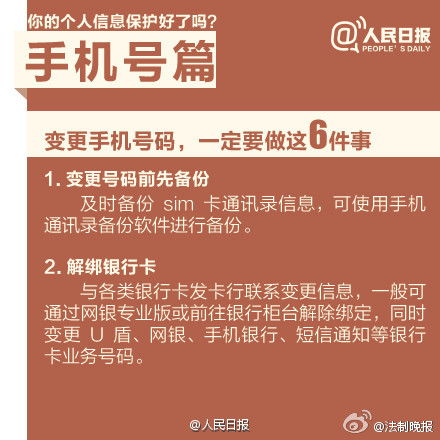 你的个人信息保护好了吗?
@人民日报
PEOPLE'S DAILY
手机号篇
变更手机号码，一定要做这6件事
1. 变更号码前先备份
及时备份 sim 卡通讯录信息，可使用手机
通讯录备份软件进行备份。
2. 解绑银行卡
与各类银行卡发卡行联系变更信息，一般可
通过网银专业版或前往银行柜台解除绑定，同时
变更 U 盾、网银、手机银行、短信通知等银行
卡业务号码。
@人民日报
@法制晚报